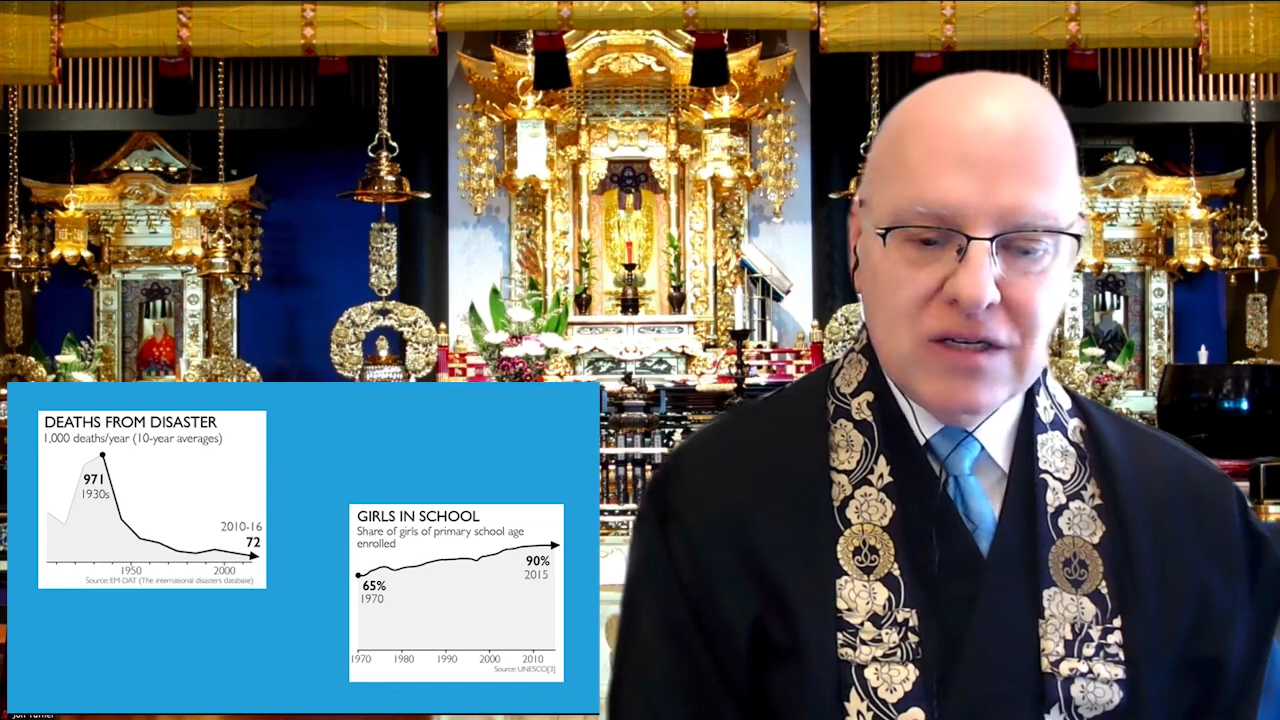 DEATHS FROM DISASTER
1,000 deaths/year (10-year averages)
971
1930s
2010-16
72
1950
2000
Source: EM-DAT (The international disasters database)
GIRLS IN SCHOOL
Share of girls of primary school age
enrolled
65%
1970
90%
2015
1970 1980 1990 2000 2010
Source: UNESCO[3]